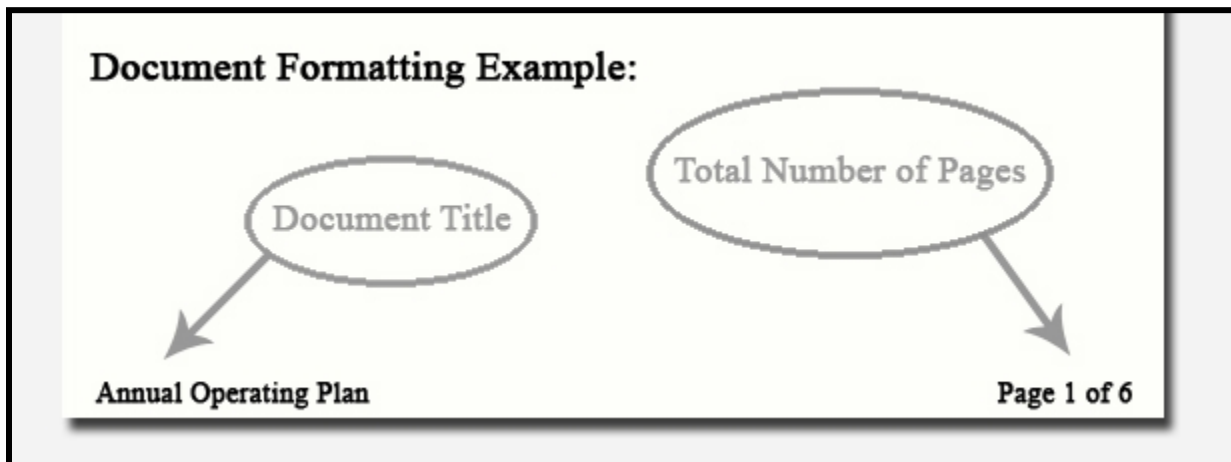 Document Formatting Example:
Total Number of Pages
Document Title
Annual Operating Plan
Page 1 of 6